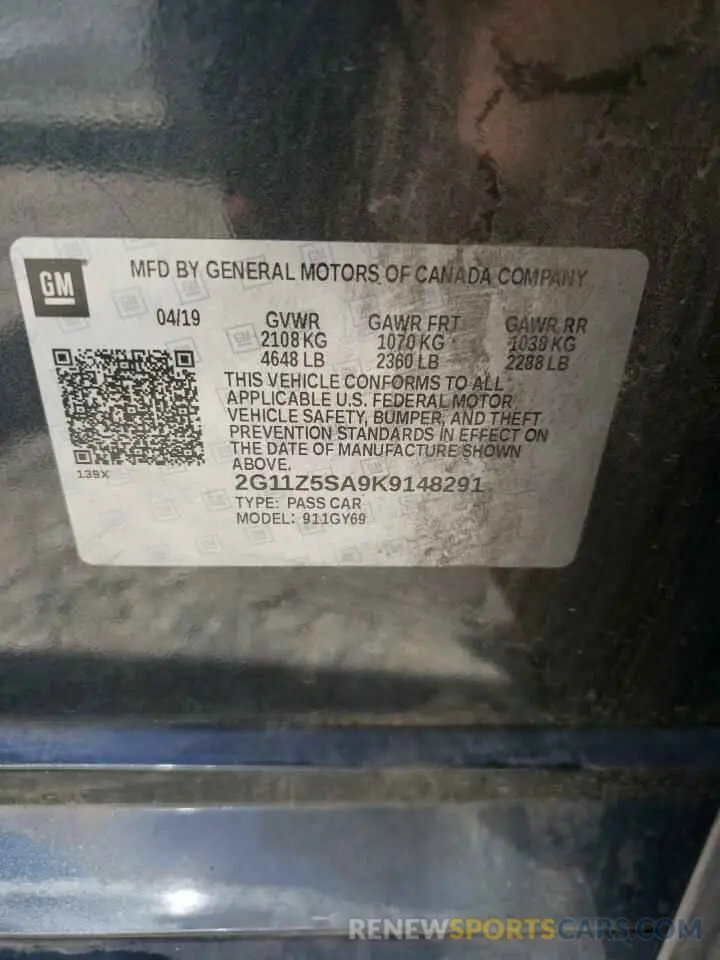 GM
MFD BY GENERAL MOTORS OF CANADA COMPANY
04/19 GVWR GAWR FRT GAWR RR
2108 KG 1070 KG 1038 KG
4648 LB 2360 LB 2288 LB
THIS VEHICLE CONFORMS TO ALL
APPLICABLE U.S. FEDERAL MOTOR
VEHICLE SAFETY, BUMPER, AND THEFT
PREVENTION STANDARDS IN EFFECT ON
THE DATE OF MANUFACTURE SHOWN
ABOVE.
139X
2G11Z5SA9K9148291
TYPE: PASS CAR
MODEL: 911GY69
RENEWSPORTSCARS.COM